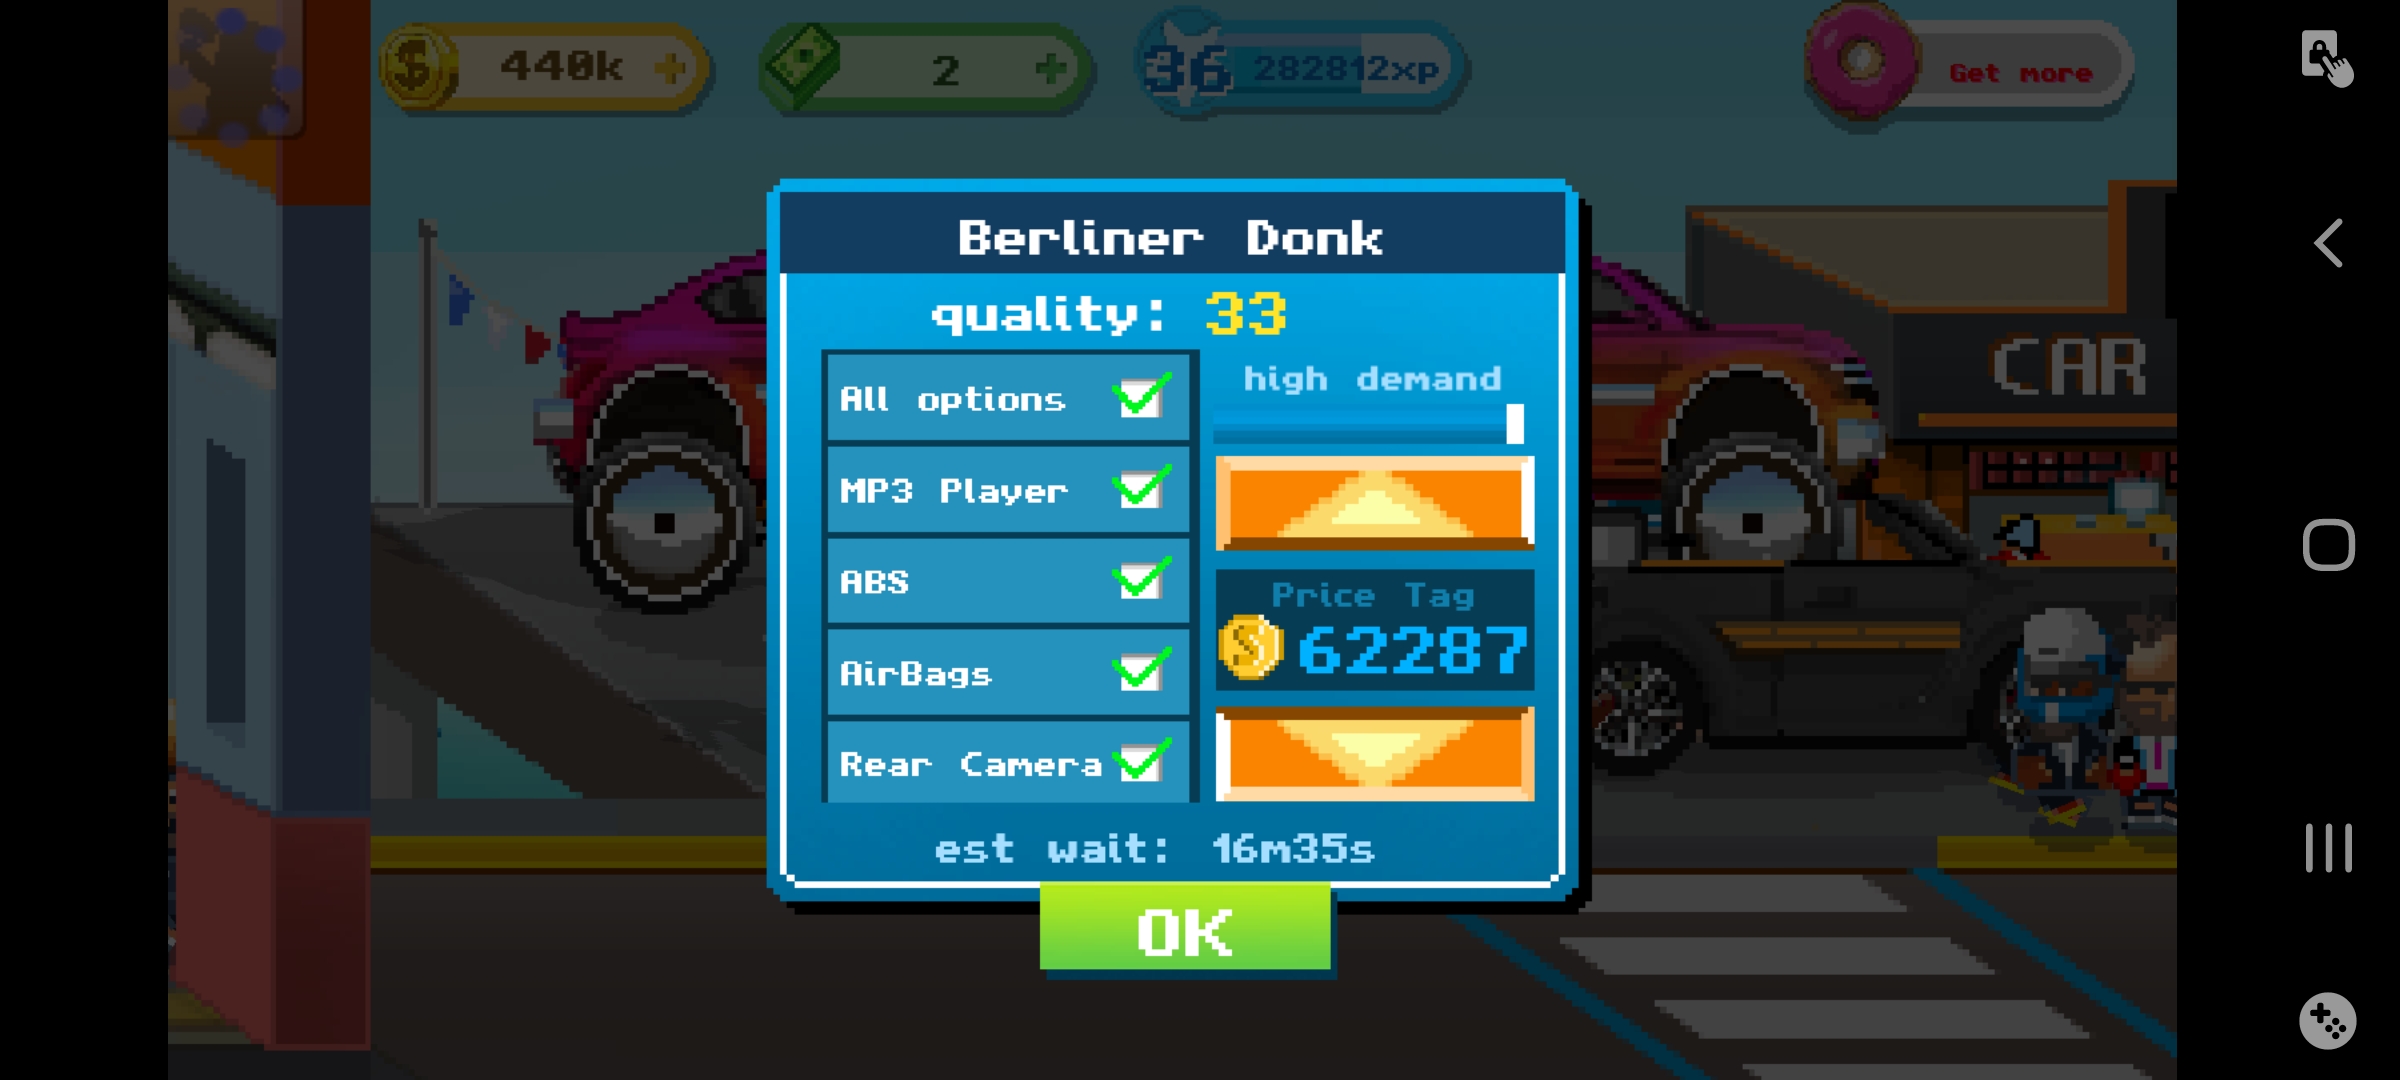 440k
2
36
282812xp
Get more
Berliner Donk
quality: 33
All options
MP3 Player
ABS
AirBags
Rear Camera
high demand
Price Tag
62287
est wait: 16m35s
OK
CAR